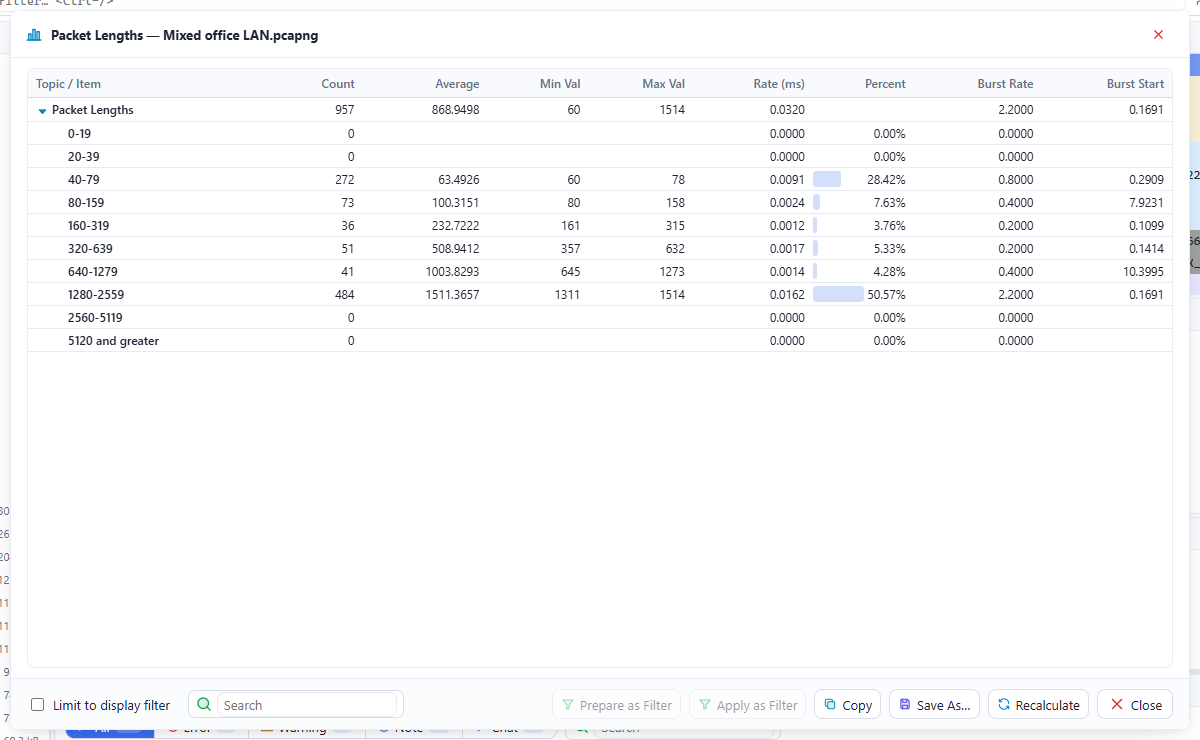 Packet Lengths — Mixed office LAN.pcapng
Topic / Item Count Average Min Val Max Val Rate (ms) Percent Burst Rate Burst Start
Packet Lengths 957 868.9498 60 1514 0.0320 2.2000 0.1691
0-19 0 0.0000 0.00% 0.0000
20-39 0 0.0000 0.00% 0.0000
40-79 272 63.4926 60 78 0.0091 28.42% 0.8000 0.2909
80-159 73 100.3151 80 158 0.0024 7.63% 0.4000 7.9231
160-319 36 232.7222 161 315 0.0012 3.76% 0.2000 0.1099
320-639 51 508.9412 357 632 0.0017 5.33% 0.2000 0.1414
640-1279 41 1003.8293 645 1273 0.0014 4.28% 0.4000 10.3995
1280-2559 484 1511.3657 1311 1514 0.0162 50.57% 2.2000 0.1691
2560-5119 0 0.0000 0.00% 0.0000
5120 and greater 0 0.0000 0.00% 0.0000
Limit to display filter Search Prepare as Filter Apply as Filter Copy Save As... Recalculate Close